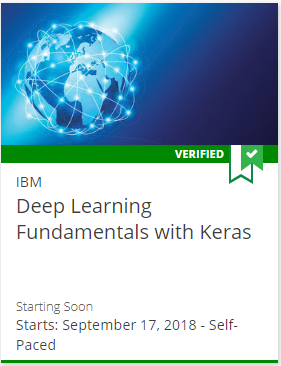 VERIFIED
IBM
Deep Learning
Fundamentals with Keras
Starting Soon
Starts: September 17, 2018 - Self-
Paced